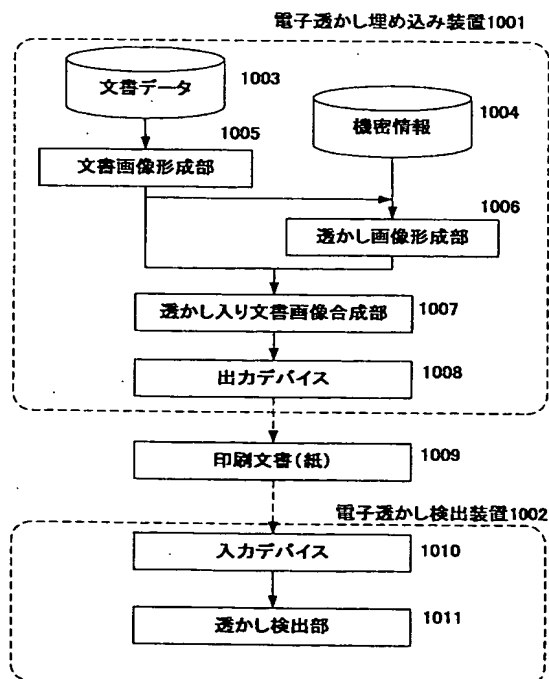 電子透かし埋め込み装置1001
文書データ
1003
機密情報
1004
1005
文書画像形成部
1006
透かし画像形成部
透かし入り文書画像合成部
1007
出力デバイス
1008
印刷文書(紙)
1009
電子透かし検出装置1002
入力デバイス
1010
透かし検出部
1011